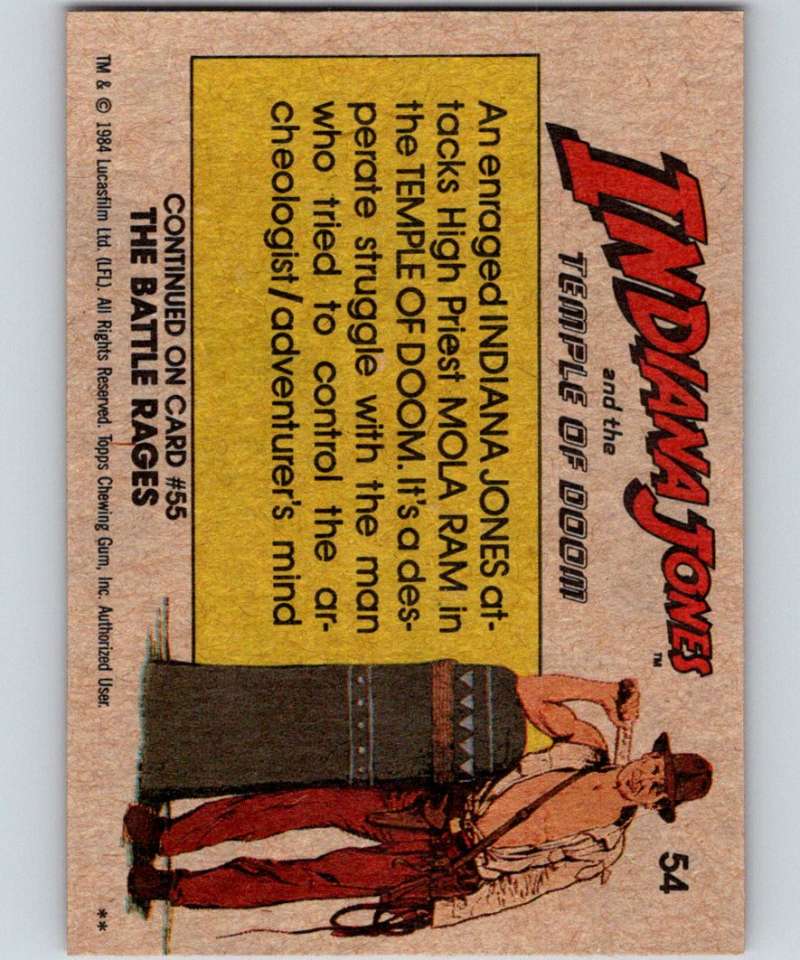 INDIANA JONES™
and the
TEMPLE OF DOOM
54
An enraged INDIANA JONES at-
tacks High Priest MOLA RAM in
the TEMPLE OF DOOM. It's a des-
perate struggle with the man
who tried to control the ar-
cheologist/adventurer's mind
CONTINUED ON CARD #55
THE BATTLE RAGES
TM & © 1984 Lucasfilm Ltd. (LFL). All Rights Reserved. Topps Chewing Gum, Inc. Authorized User.
**